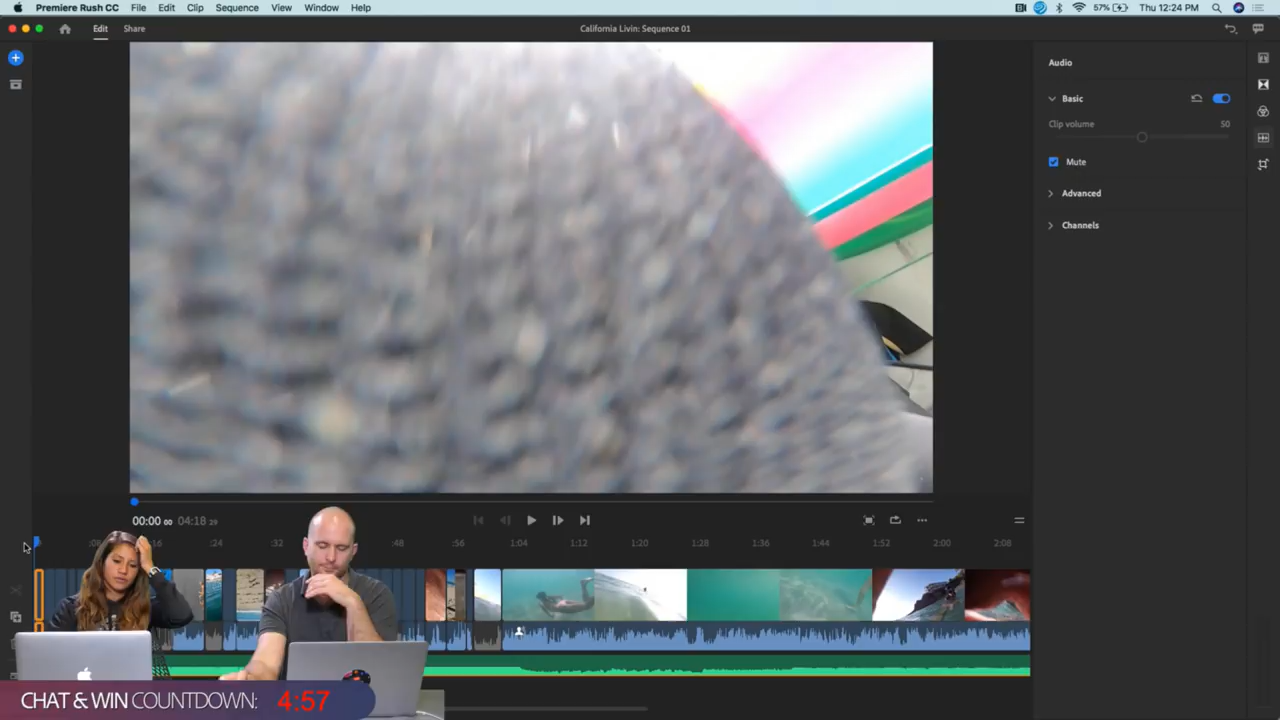 Premiere Rush CC File Edit Clip Sequence View Window Help 57% Thu 12:24 PM
Edit Share California Livin: Sequence 01
Audio
Basic
Clip volume 50
Mute
Advanced
Channels
00:00 00 04:18 29
:16 :24 :32 :48 :56 1:04 1:12 1:20 1:28 1:36 1:44 1:52 2:00 2:08
CHAT & WIN COUNTDOWN: 4:57